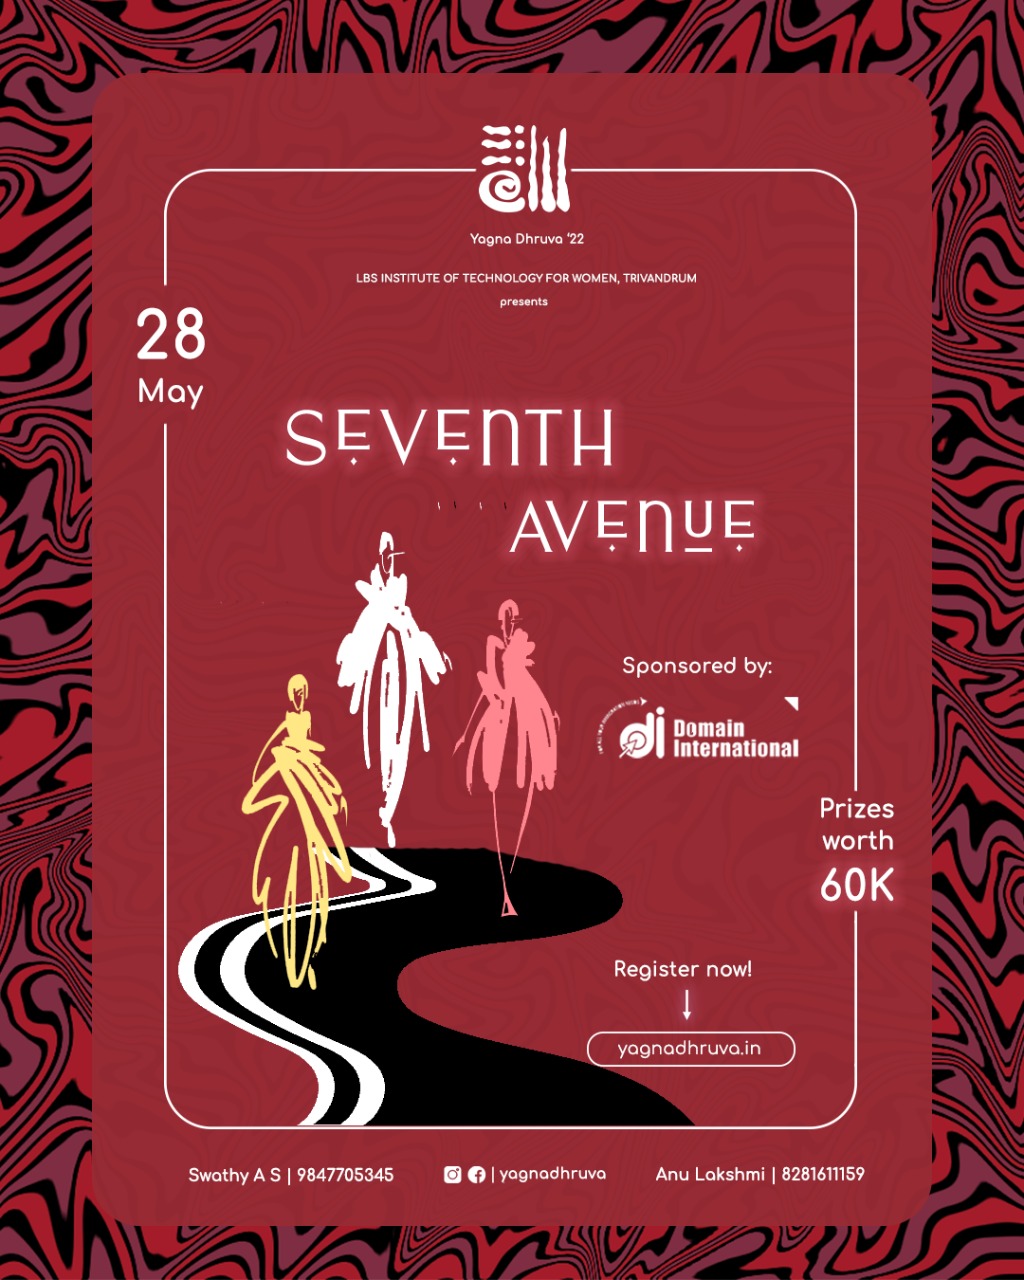 Yagna Dhruva ‘22
LBS INSTITUTE OF TECHNOLOGY FOR WOMEN, TRIVANDRUM
presents
28
May
SEVENTH
AVENUE
Sponsored by:
di Domain
International
Prizes
worth
60K
Register now!
yagnadhruva.in
Swathy A S | 9847705345
| yagnadhruva
Anu Lakshmi | 8281611159